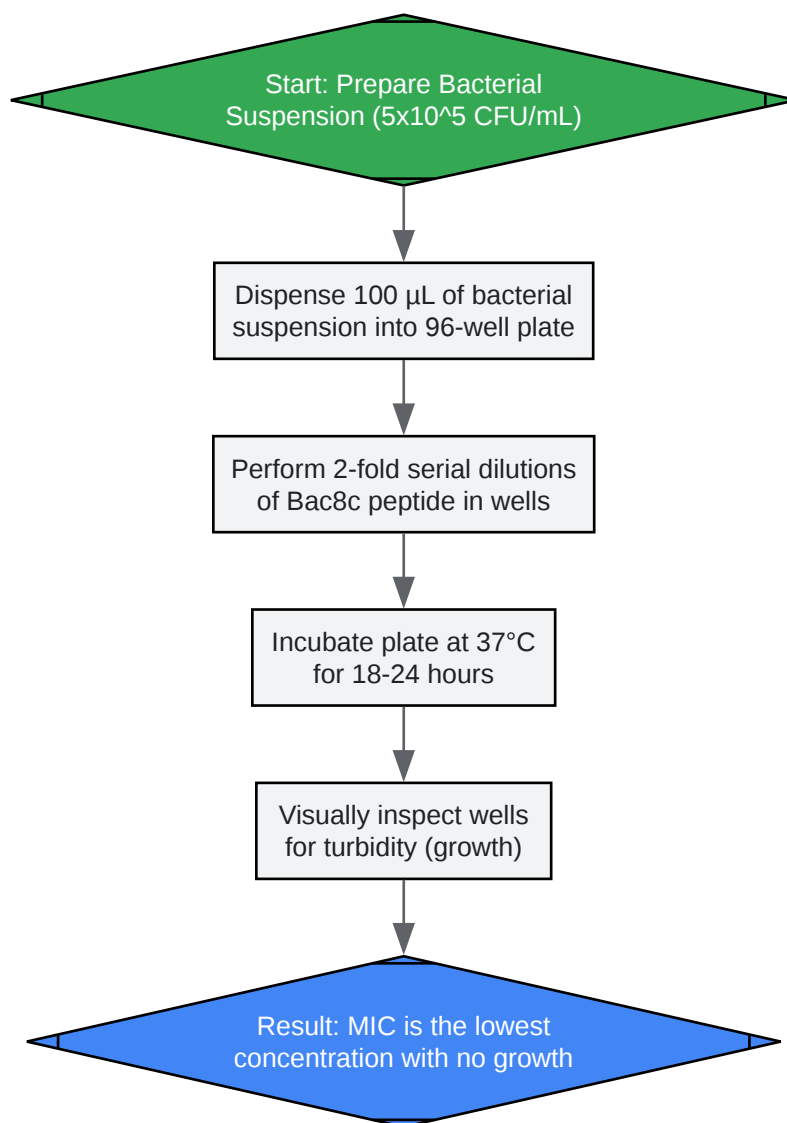 Start: Prepare Bacterial
Suspension (5x10^5 CFU/mL)
Dispense 100 µL of bacterial
suspension into 96-well plate
Perform 2-fold serial dilutions
of Bac8c peptide in wells
Incubate plate at 37°C
for 18-24 hours
Visually inspect wells
for turbidity (growth)
Result: MIC is the lowest
concentration with no growth